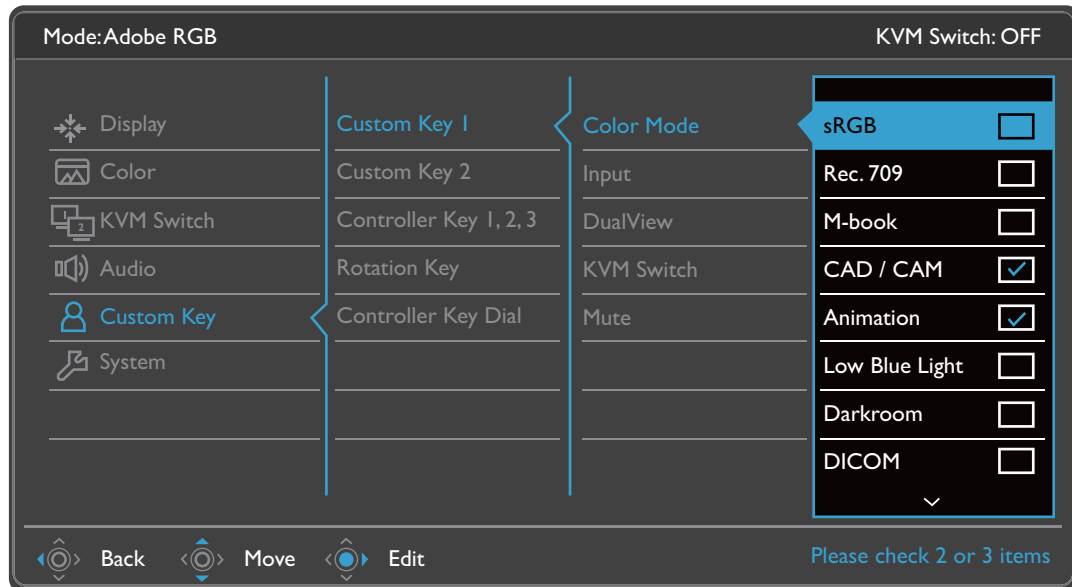 Mode: Adobe RGB
KVM Switch: OFF
Display
Color
1
2
KVM Switch
Audio
Custom Key
System
Custom Key 1
Custom Key 2
Controller Key 1, 2, 3
Rotation Key
Controller Key Dial
Color Mode
Input
DualView
KVM Switch
Mute
sRGB
Rec. 709
M-book
CAD / CAM
Animation
Low Blue Light
Darkroom
DICOM
Back
Move
Edit
Please check 2 or 3 items